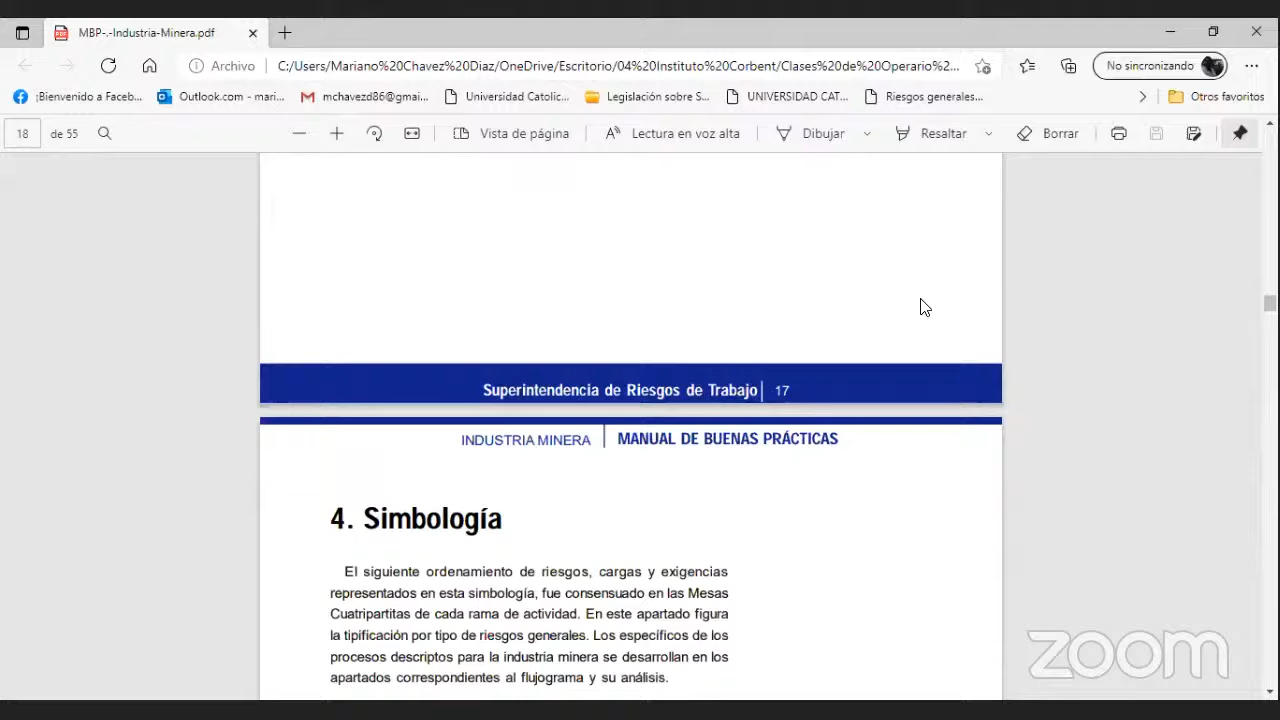 MBP-.-Industria-Minera.pdf
Archivo C:/Users/Mariano%20Chavez%20Diaz/OneDrive/Escritorio/04%20Instituto%20Corbent/Clases%20de%20Operario%2... No sincronizando
¡Bienvenido a Faceb... Outlook.com - mari... mchavezd86@gmai... Universidad Catolic... Legislación sobre S... UNIVERSIDAD CAT... Riesgos generales... Otros favoritos
18 de 55 Vista de página Lectura en voz alta Dibujar Resaltar Borrar
Superintendencia de Riesgos de Trabajo| 17
INDUSTRIA MINERA | MANUAL DE BUENAS PRÁCTICAS
4. Simbología
El siguiente ordenamiento de riesgos, cargas y exigencias
representados en esta simbología, fue consensuado en las Mesas
Cuatripartitas de cada rama de actividad. En este apartado figura
la tipificación por tipo de riesgos generales. Los específicos de los
procesos descriptos para la industria minera se desarrollan en los
apartados correspondientes al flujograma y su análisis.
zoom